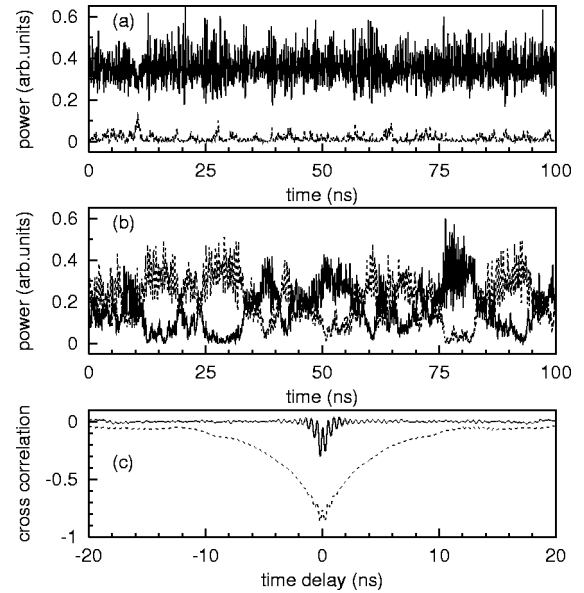 (a)
power (arb.units)
0.6
0.4
0.2
0
0 25 50 75 100
time (ns)
(b)
power (arb.units)
0.6
0.4
0.2
0
0 25 50 75 100
time (ns)
(c)
cross correlation
0
-0.5
-1
-20 -10 0 10 20
time delay (ns)